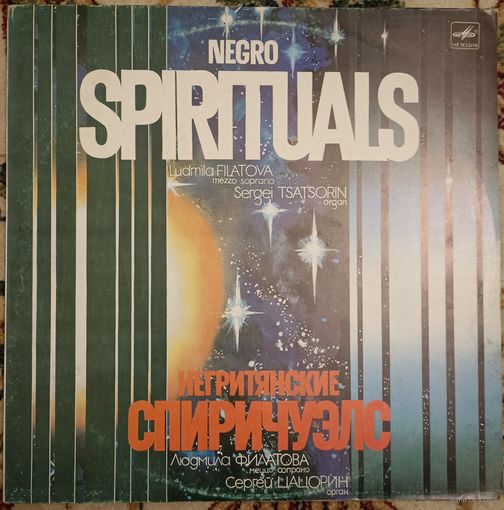 NEGRO
SPIRITUALS
Ludmila FILATOVA
mezzo-soprano
Sergei TSATSORIN
organ
НЕГРИТЯНСКИЕ
СПИРИЧУЭЛС
Людмила ФИЛАТОВА
меццо-сопрано
Сергей ЦАЦОРИН
орган